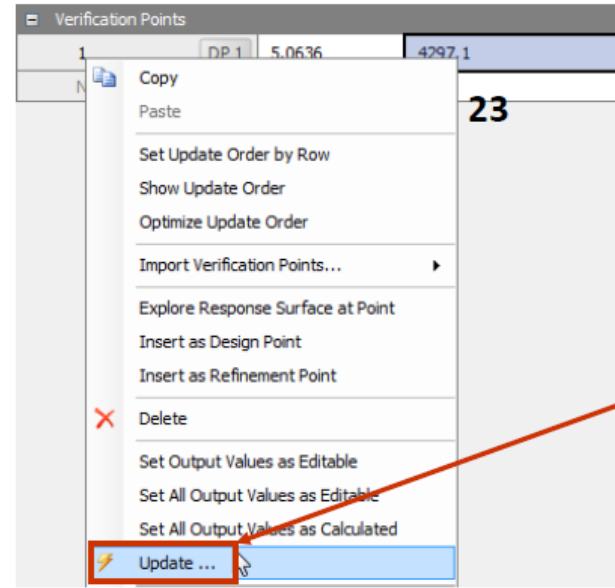 Verification Points
1 DP 1 5.0636 4297.1
N
23
Copy
Paste
Set Update Order by Row
Show Update Order
Optimize Update Order
Import Verification Points...
Explore Response Surface at Point
Insert as Design Point
Insert as Refinement Point
Delete
Set Output Values as Editable
Set All Output Values as Editable
Set All Output Values as Calculated
Update ...